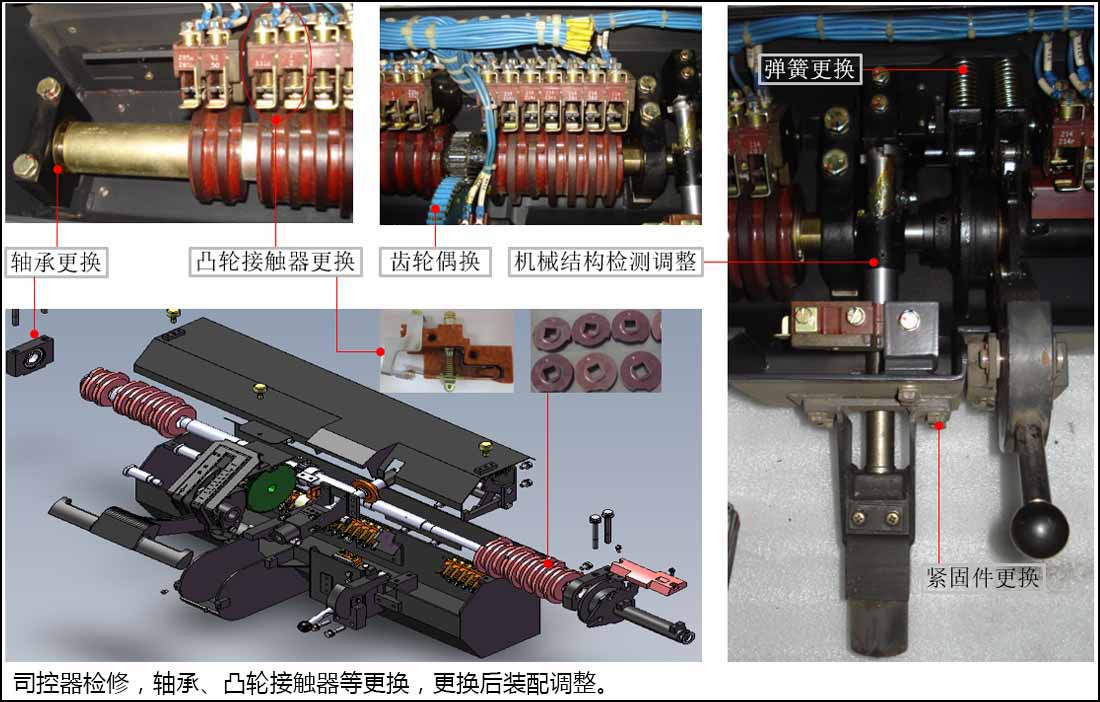 弹簧更换
轴承更换
凸轮接触器更换
齿轮偶换
机械结构检测调整
紧固件更换
司控器检修，轴承、凸轮接触器等更换，更换后装配调整。